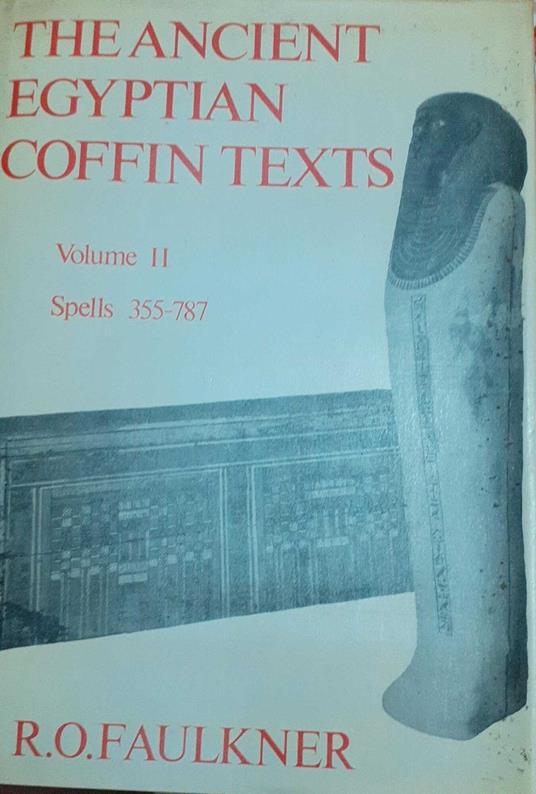 THE ANCIENT
EGYPTIAN
COFFIN TEXTS
Volume II
Spells 355-787
R.O.FAULKNER